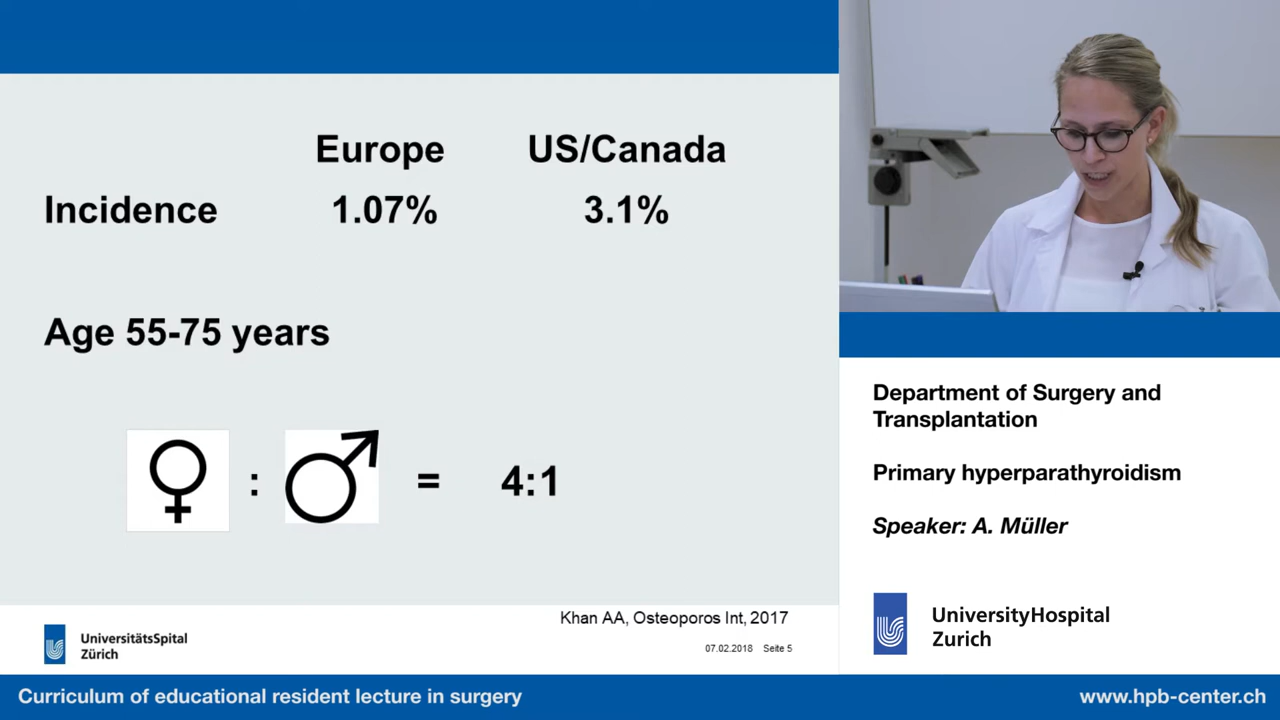 Europe US/Canada
Incidence 1.07% 3.1%
Age 55-75 years
: = 4:1
Khan AA, Osteoporos Int, 2017
UniversitätsSpital
Zürich
07.02.2018 Seite 5
Department of Surgery and
Transplantation
Primary hyperparathyroidism
Speaker: A. Müller
UniversityHospital
Zurich
Curriculum of educational resident lecture in surgery
www.hpb-center.ch